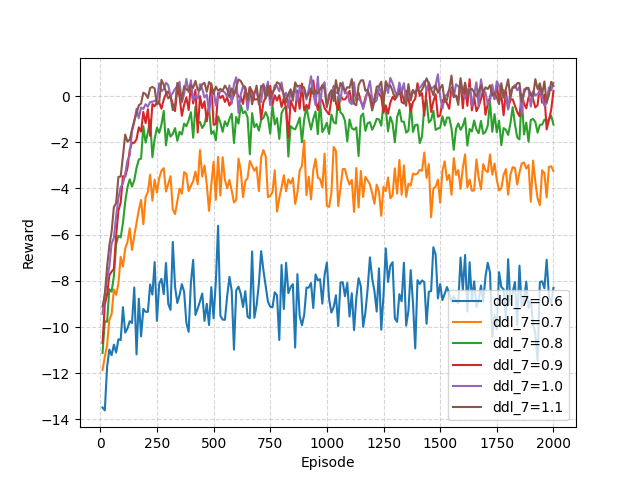 0
−2
−4
−6
−8
−10
−12
−14
Reward
0
250
500
750
1000
1250
1500
1750
2000
Episode
ddl_7=0.6
ddl_7=0.7
ddl_7=0.8
ddl_7=0.9
ddl_7=1.0
ddl_7=1.1